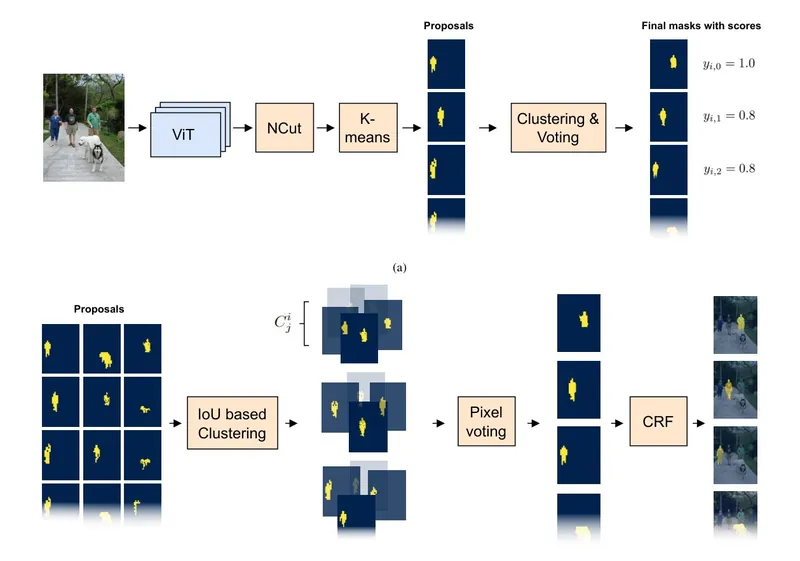 Proposals
Final masks with scores
ViT
NCut
K-
means
Clustering &
Voting
y_{i,0} = 1.0
y_{i,1} = 0.8
y_{i,2} = 0.8
(a)
Proposals
C_j^i
IoU based
Clustering
Pixel
voting
CRF